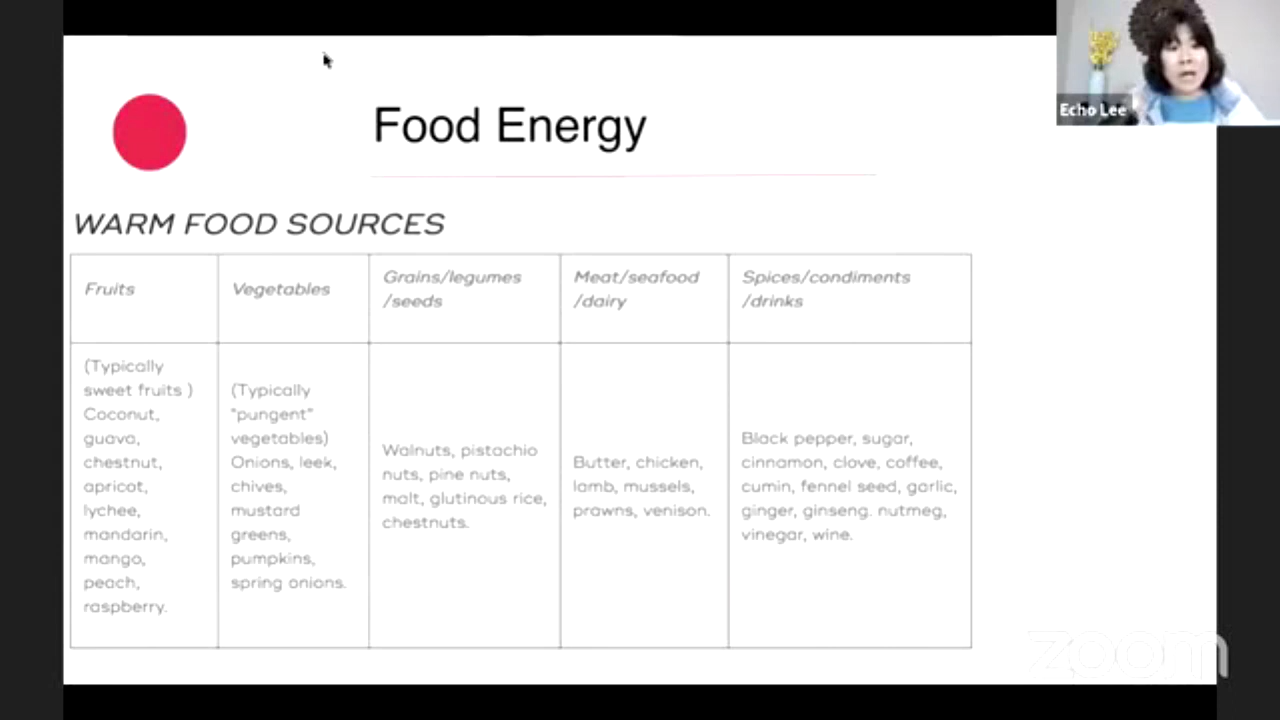 Echo Lee
Food Energy
WARM FOOD SOURCES
Fruits
Vegetables
Grains/legumes
/seeds
Meat/seafood
/dairy
Spices/condiments
/drinks
(Typically
sweet fruits )
Coconut,
guava,
chestnut,
apricot,
lychee,
mandarin,
mango,
peach,
raspberry.
(Typically
"pungent"
vegetables)
Onions, leek,
chives,
mustard
greens,
pumpkins,
spring onions.
Walnuts, pistachio
nuts, pine nuts,
malt, glutinous rice,
chestnuts.
Butter, chicken,
lamb, mussels,
prawns, venison.
Black pepper, sugar,
cinnamon, clove, coffee,
cumin, fennel seed, garlic,
ginger, ginseng. nutmeg,
vinegar, wine.
zoom